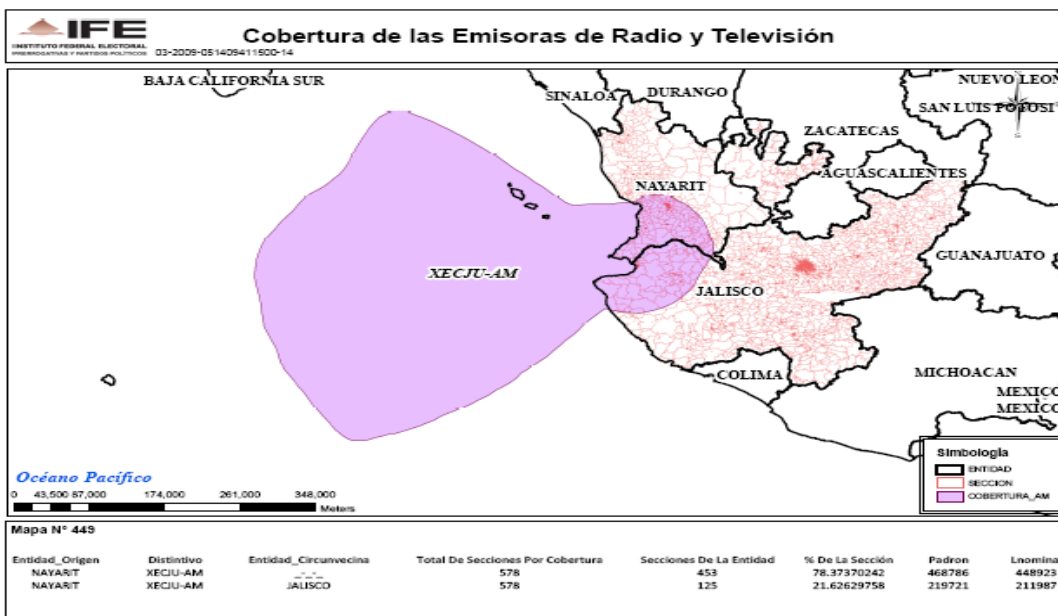 IFE
INSTITUTO FEDERAL ELECTORAL
PRERROGATIVAS Y PARTIDOS POLÍTICOS
03-2009-051409411500-14
Cobertura de las Emisoras de Radio y Televisión
BAJA CALIFORNIA SUR
SINALOA
DURANGO
NUEVO LEON
SAN LUIS POTOSI
ZACATECAS
AGUASCALIENTES
NAYARIT
GUANAJUATO
XECJU-AM
JALISCO
COLIMA
MICHOACAN
MEXICO
MEXICO
Océano Pacífico
0 43,500 87,000 174,000 261,000 348,000
Meters
Simbología
ENTIDAD
SECCION
COBERTURA_AM
Mapa N° 449
Entidad_Origen Distintivo Entidad_Circunvecina Total De Secciones Por Cobertura Secciones De La Entidad % De La Sección Padron Lnomina
NAYARIT XECJU-AM _-_-_ 578 453 78.37370242 468786 448923
NAYARIT XECJU-AM JALISCO 578 125 21.62629758 219721 211987